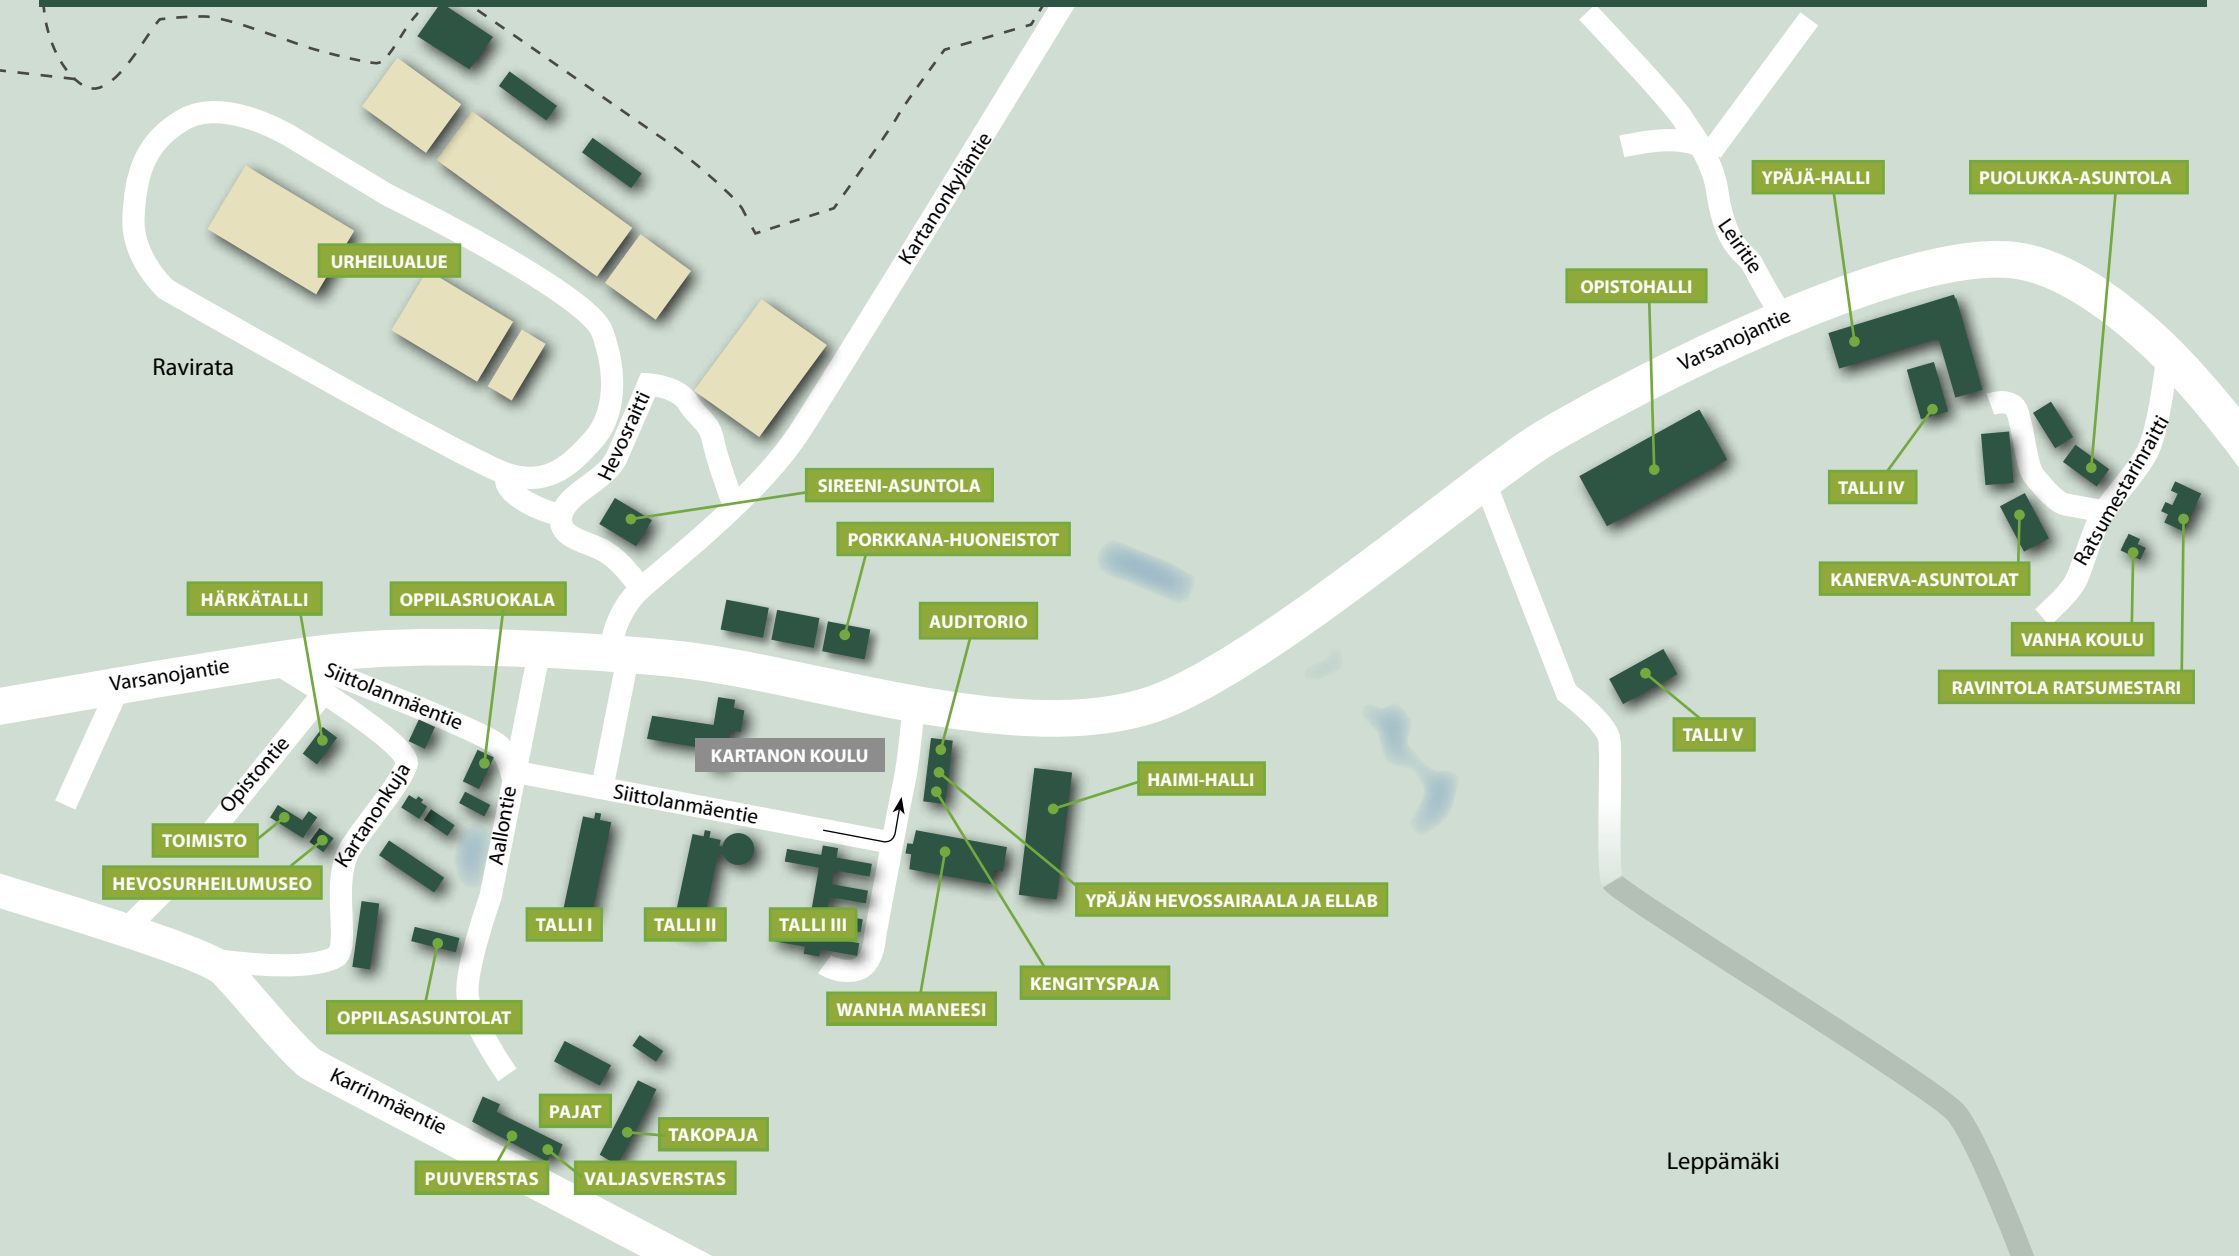 Kartanonkyläntie
YPÄJÄ-HALLI
PUOLUKKA-ASUNTOLA
Leiritie
URHEILUALUE
OPISTOHALLI
Varsanojantie
Ravirata
Hevosraitti
SIREENI-ASUNTOLA
TALLI IV
Ratsumestarinraitti
PORKKANA-HUONEISTOT
KANERVA-ASUNTOLAT
HÄRKÄTALLI
OPPILASRUOKALA
AUDITORIO
VANHA KOULU
Varsanojantie
Siittolanmäentie
RAVINTOLA RATSUMESTARI
TALLI V
KARTANON KOULU
Opistontie
HAIMI-HALLI
Siittolanmäentie
Kartanonkuja
Aallontie
TOIMISTO
HEVOSURHEILUMUSEO
YPÄJÄN HEVOSSAIRAALA JA ELLAB
TALLI I
TALLI II
TALLI III
KENGITYSPAJA
WANHA MANEESI
OPPILASASUNTOLAT
Karrinmäentie
PAJAT
TAKOPAJA
Leppämäki
PUUVERSTAS
VALJASVERSTAS